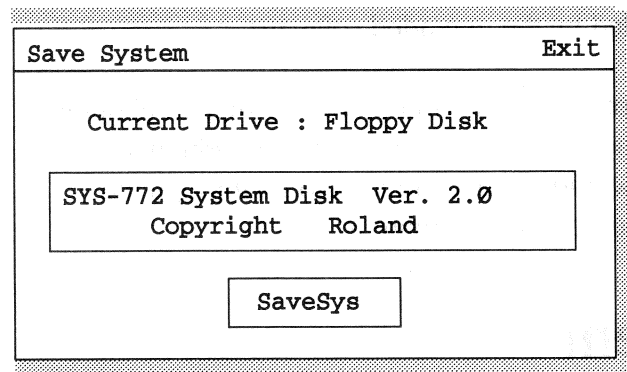 Save System Exit
Current Drive : Floppy Disk
SYS-772 System Disk Ver. 2.Ø
Copyright Roland
SaveSys